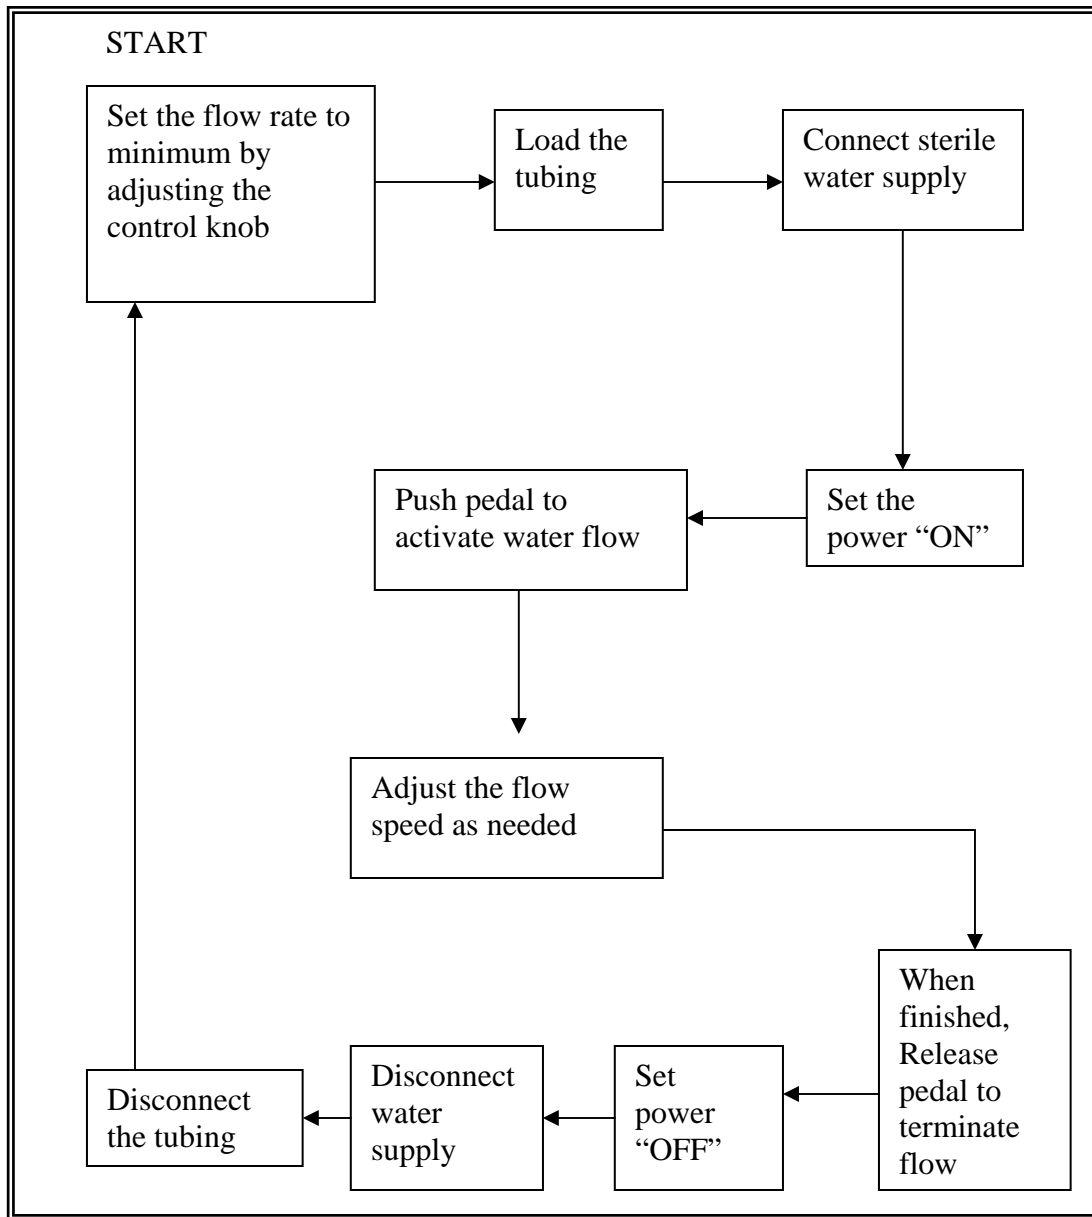 START
Set the flow rate to
minimum by
adjusting the
control knob
Load the
tubing
Connect sterile
water supply
Set the
power “ON”
Push pedal to
activate water flow
Adjust the flow
speed as needed
When
finished,
Release
pedal to
terminate
flow
Set
power
“OFF”
Disconnect
water
supply
Disconnect
the tubing